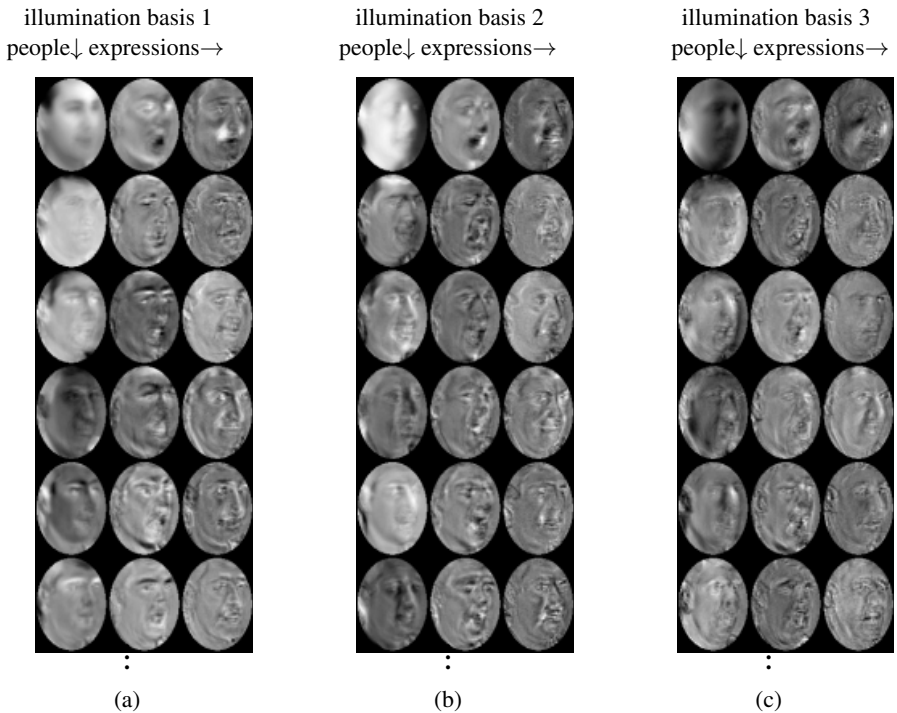 illumination basis 1
people↓ expressions→
illumination basis 2
people↓ expressions→
illumination basis 3
people↓ expressions→
⋮
⋮
⋮
(a)
(b)
(c)